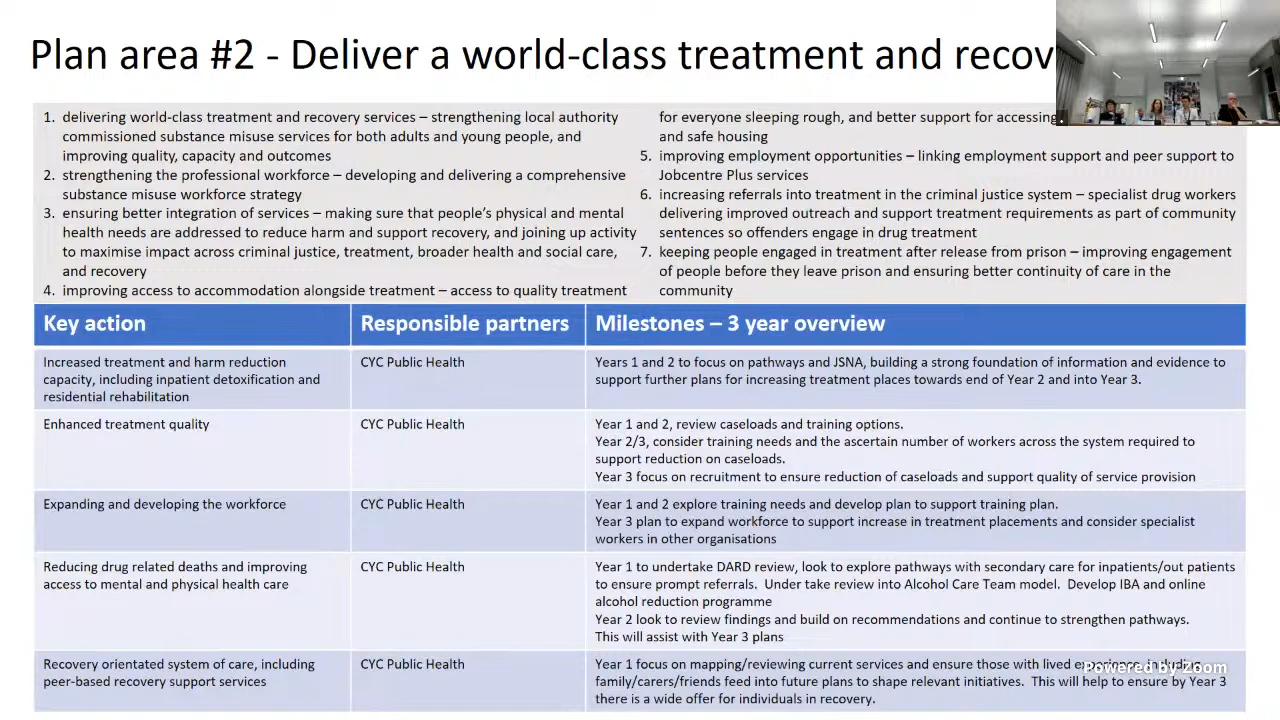 Plan area #2 - Deliver a world-class treatment and recov
1. delivering world-class treatment and recovery services – strengthening local authority
commissioned substance misuse services for both adults and young people, and
improving quality, capacity and outcomes
2. strengthening the professional workforce – developing and delivering a comprehensive
substance misuse workforce strategy
3. ensuring better integration of services – making sure that people's physical and mental
health needs are addressed to reduce harm and support recovery, and joining up activity
to maximise impact across criminal justice, treatment, broader health and social care,
and recovery
4. improving access to accommodation alongside treatment – access to quality treatment
for everyone sleeping rough, and better support for accessing
and safe housing
5. improving employment opportunities – linking employment support and peer support to
Jobcentre Plus services
6. increasing referrals into treatment in the criminal justice system – specialist drug workers
delivering improved outreach and support treatment requirements as part of community
sentences so offenders engage in drug treatment
7. keeping people engaged in treatment after release from prison – improving engagement
of people before they leave prison and ensuring better continuity of care in the
community
Key action
Responsible partners
Milestones – 3 year overview
Increased treatment and harm reduction
capacity, including inpatient detoxification and
residential rehabilitation
CYC Public Health
Years 1 and 2 to focus on pathways and JSNA, building a strong foundation of information and evidence to
support further plans for increasing treatment places towards end of Year 2 and into Year 3.
Enhanced treatment quality
CYC Public Health
Year 1 and 2, review caseloads and training options.
Year 2/3, consider training needs and the ascertain number of workers across the system required to
support reduction on caseloads.
Year 3 focus on recruitment to ensure reduction of caseloads and support quality of service provision
Expanding and developing the workforce
CYC Public Health
Year 1 and 2 explore training needs and develop plan to support training plan.
Year 3 plan to expand workforce to support increase in treatment placements and consider specialist
workers in other organisations
Reducing drug related deaths and improving
access to mental and physical health care
CYC Public Health
Year 1 to undertake DARD review, look to explore pathways with secondary care for inpatients/out patients
to ensure prompt referrals. Under take review into Alcohol Care Team model. Develop IBA and online
alcohol reduction programme
Year 2 look to review findings and build on recommendations and continue to strengthen pathways.
This will assist with Year 3 plans
Recovery orientated system of care, including
peer-based recovery support services
CYC Public Health
Year 1 focus on mapping/reviewing current services and ensure those with lived
family/carers/friends feed into future plans to shape relevant initiatives. This will help to ensure by Year 3
there is a wide offer for individuals in recovery.
Powered by Zoom